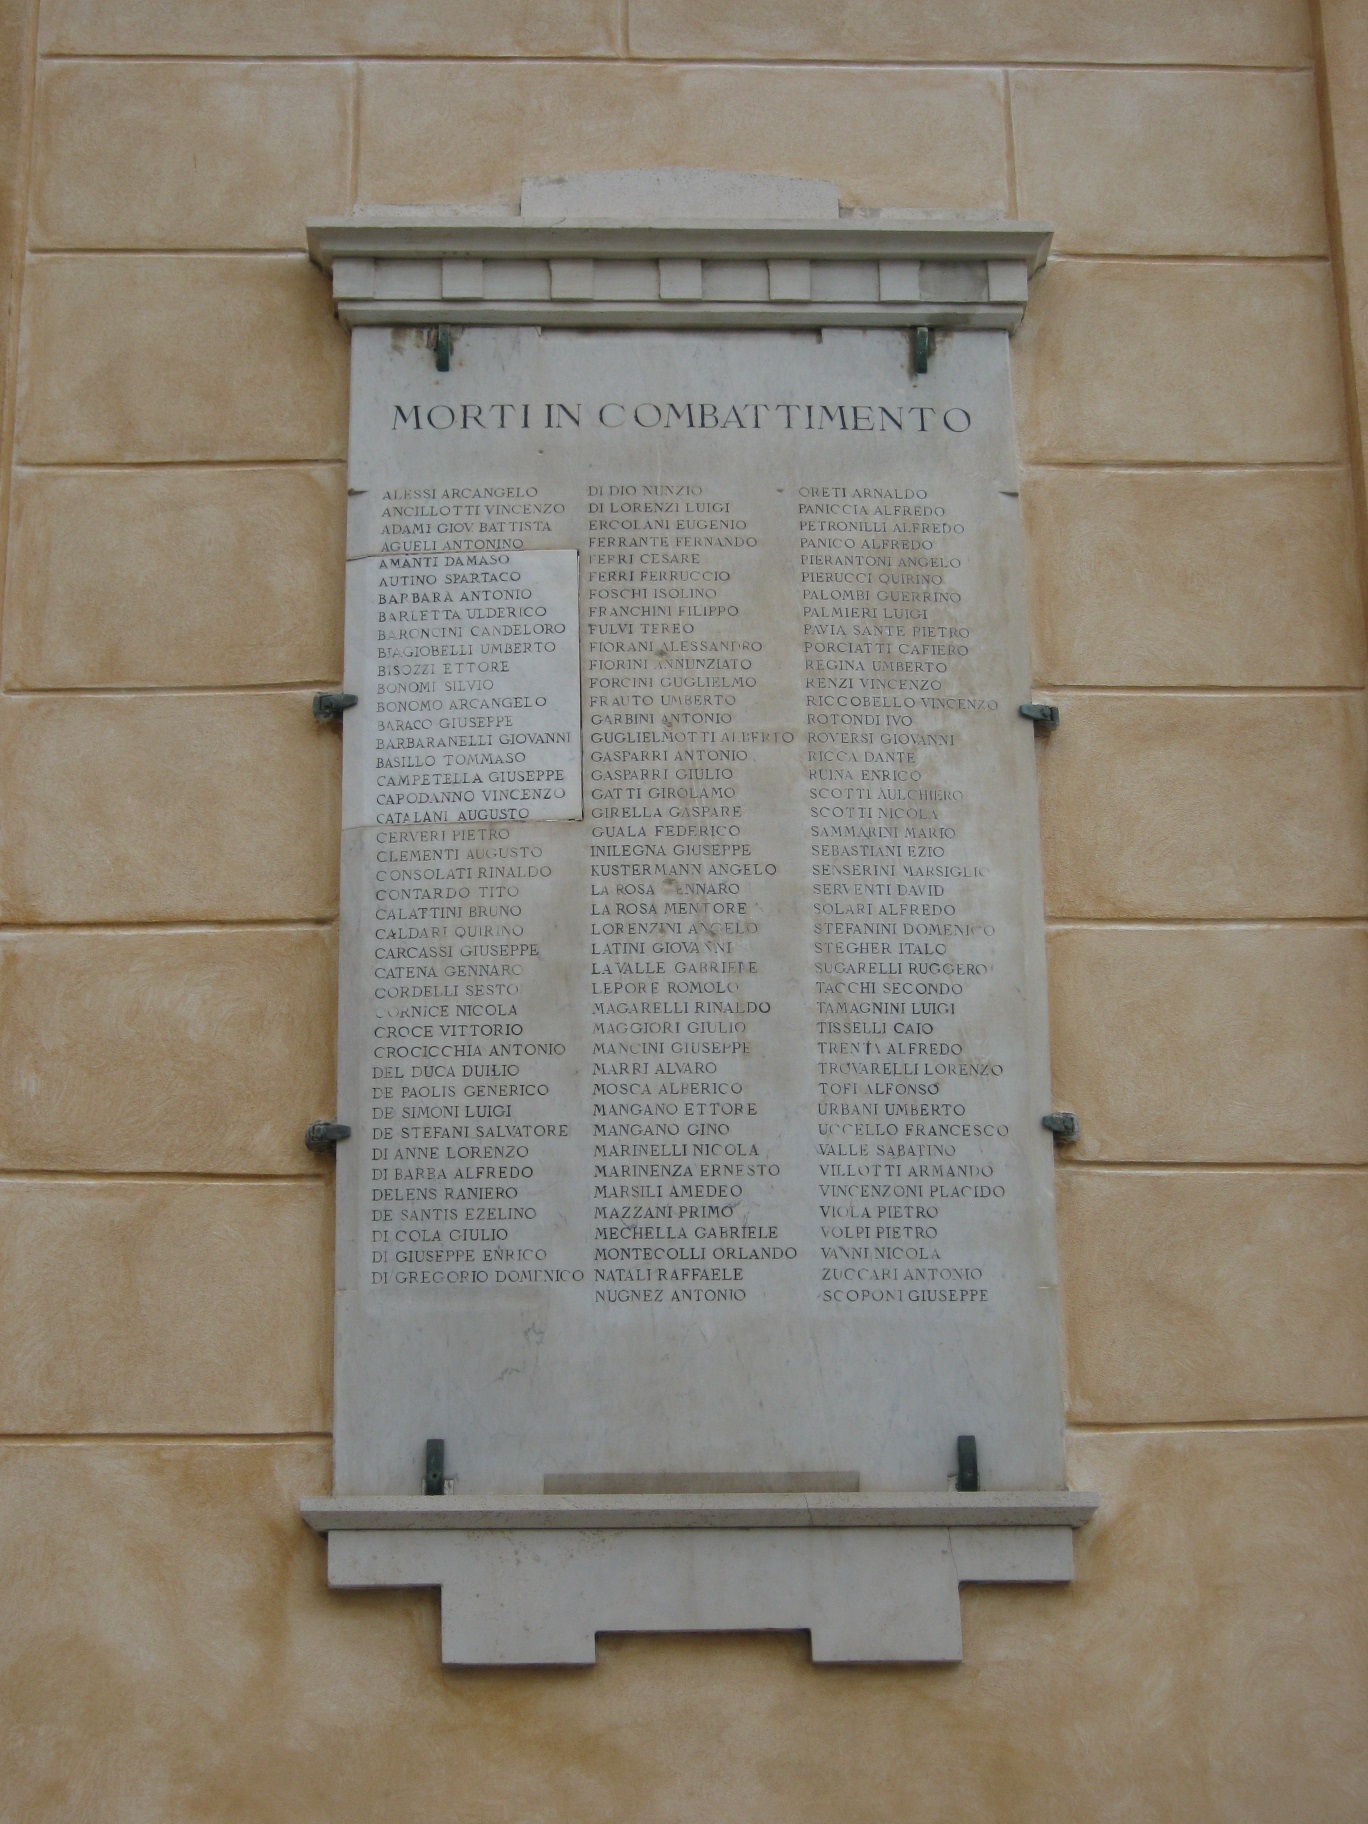 MORTI IN COMBATTIMENTO
ALESSI ARCANGELO
ANCILLOTTI VINCENZO
ADAMI GIOV BATTISTA
AGUELI ANTONINO
AMANTI DAMASO
AUTINO SPARTACO
BARBARA ANTONIO
BARLETTA ULDERICO
BARONCINI CANDELORO
BIAGIOBELLI UMBERTO
BISOZZI ETTORE
BONOMI SILVIO
BONOMO ARCANGELO
BARACO GIUSEPPE
BARBARANELLI GIOVANNI
BASILLO TOMMASO
CAMPETELLA GIUSEPPE
CAPODANNO VINCENZO
CATALANI AUGUSTO
CERVERI PIETRO
CLEMENTI AUGUSTO
CONSOLATI RINALDO
CONTARDO TITO
CALATTINI BRUNO
CALDARI QUIRINO
CARCASSI GIUSEPPE
CATENA GENNARO
CORDELLI SESTO
CORNICE NICOLA
CROCE VITTORIO
CROCICCHIA ANTONIO
DEL DUCA DUILIO
DE PAOLIS GENERICO
DE SIMONI LUIGI
DE STEFANI SALVATORE
DI ANNE LORENZO
DI BARBA ALFREDO
DELENS RANIERO
DE SANTIS EZELINO
DI COLA GIULIO
DI GIUSEPPE ENRICO
DI GREGORIO DOMENICO
DI DIO NUNZIO
DI LORENZI LUIGI
ERCOLANI EUGENIO
FERRANTE FERNANDO
FERRI CESARE
FERRI FERRUCCIO
FOSCHI ISOLINO
FRANCHINI FILIPPO
FULVI TEREO
FIORANI ALESSANDRO
FIORINI ANNUNZIATO
FORCINI GUGLIELMO
FRAUTO UMBERTO
GARBINI ANTONIO
GUGLIELMOTTI ALBERTO
GASPARRI ANTONIO
GASPARRI GIULIO
GATTI GIROLAMO
GIRELLA GASPARE
GUALA FEDERICO
INILEGNA GIUSEPPE
KUSTERMANN ANGELO
LA ROSA GENNARO
LA ROSA MENTORE
LORENZINI ANGELO
LATINI GIOVANNI
LA VALLE GABRIELE
LEPORE ROMOLO
MAGARELLI RINALDO
MAGGIORI GIULIO
MANCINI GIUSEPPE
MARRI ALVARO
MOSCA ALBERICO
MANGANO ETTORE
MANGANO GINO
MARINELLI NICOLA
MARINENZA ERNESTO
MARSILI AMEDEO
MAZZANI PRIMO
MECHELLA GABRIELE
MONTECOLLI ORLANDO
NATALI RAFFAELE
NUGNEZ ANTONIO
ORETI ARNALDO
PANICCIA ALFREDO
PETRONILLI ALFREDO
PANICO ALFREDO
PIERANTONI ANGELO
PIERUCCI QUIRINO
PALOMBI GUERRINO
PALMIERI LUIGI
PAVIA SANTE PIETRO
PORCIATTI CAFIERO
REGINA UMBERTO
RENZI VINCENZO
RICCOBELLO VINCENZO
ROTONDI IVO
ROVERSI GIOVANNI
RICCA DANTE
RUINA ENRICO
SCOTTI AULCHIERO
SCOTTI NICOLA
SAMMARINI MARIO
SEBASTIANI EZIO
SENSERINI MARSIGLIO
SERVENTI DAVID
SOLARI ALFREDO
STEFANINI DOMENICO
STEGHER ITALO
SUGARELLI RUGGERO
TACCHI SECONDO
TAMAGNINI LUIGI
TISSELLI CAIO
TRENTA ALFREDO
TROVARELLI LORENZO
TOFI ALFONSO
URBANI UMBERTO
UCCELLO FRANCESCO
VALLE SABATINO
VILLOTTI ARMANDO
VINCENZONI PLACIDO
VIOLA PIETRO
VOLPI PIETRO
VANNI NICOLA
ZUCCARI ANTONIO
SCOPONI GIUSEPPE